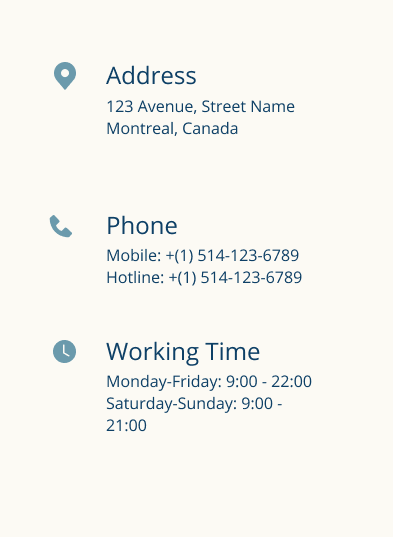 Address
123 Avenue, Street Name
Montreal, Canada
Phone
Mobile: +(1) 514-123-6789
Hotline: +(1) 514-123-6789
Working Time
Monday-Friday: 9:00 - 22:00
Saturday-Sunday: 9:00 -
21:00